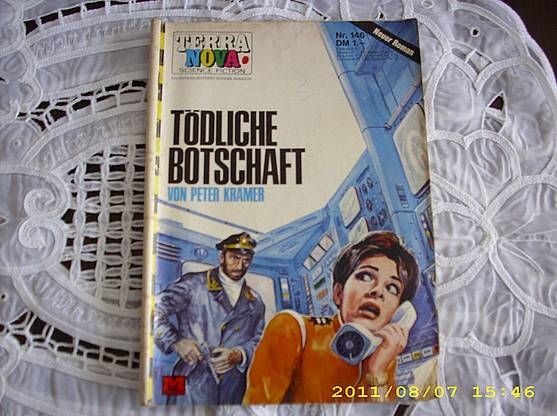 TERRA
NOVA
SCIENCE FICTION
Nr. 146
DM 1.-
Neuer Roman
TÖDLICHE
BOTSCHAFT
VON PETER KRÄMER
M
2011/08/07 15:46